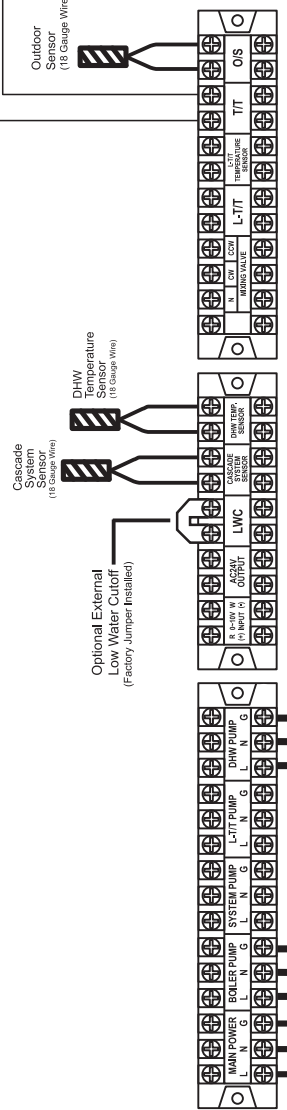 Outdoor
Sensor
(18 Gauge Wire)
O/S
T/T
L-T/T
TEMPERATURE
SENSOR
L-T/T
N CW CCW
MIXING VALVE
DHW
Temperature
Sensor
(18 Gauge Wire)
Cascade
System
Sensor
(18 Gauge Wire)
Optional External
Low Water Cutoff
(Factory Jumper Installed)
DHW TEMP.
SENSOR
CASCADE
SYSTEM
SENSOR
LWC
AC24V
OUTPUT
R 0~10V W
(+) INPUT (-)
DHW PUMP
L N G
L-T/T PUMP
L N G
SYSTEM PUMP
L N G
BOILER PUMP
L N G
MAIN POWER
L N G